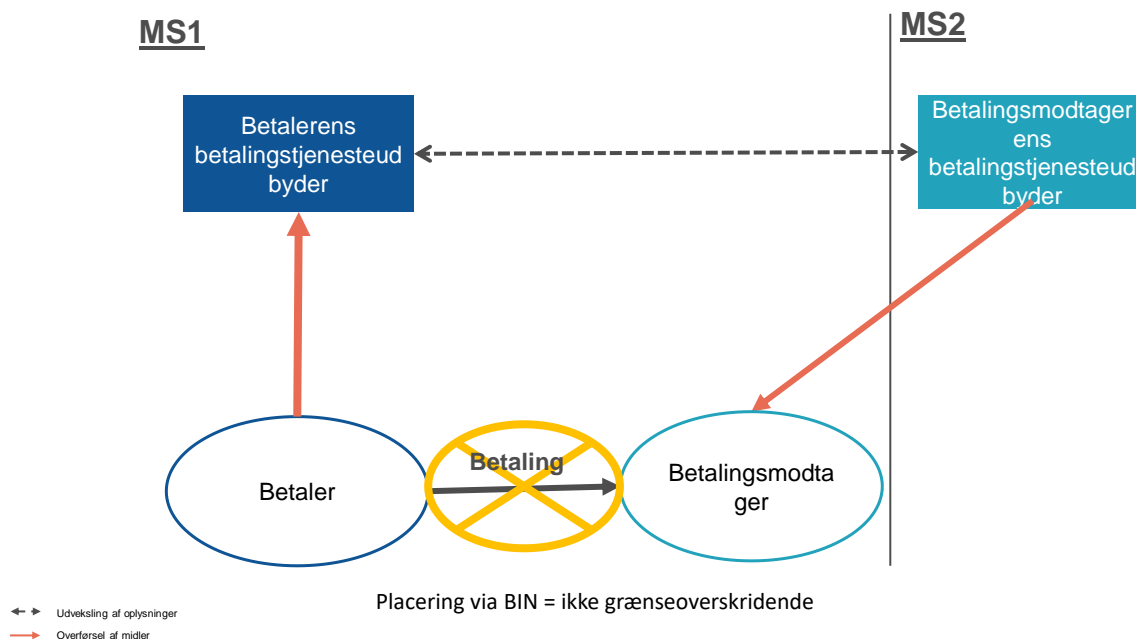 MS1
MS2
Betalerens
betalingstjenesteud
byder
Betalingsmodtager
ens
betalingstjenesteud
byder
Betaling
Betaler
Betalingsmodta
ger
Placering via BIN = ikke grænseoverskridende
Udveksling af oplysninger
Overførsel af midler